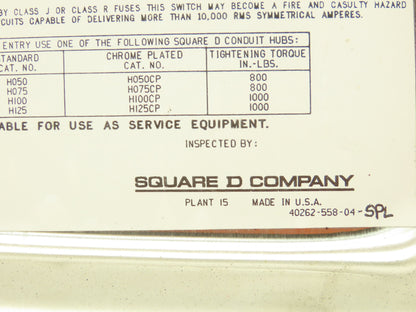 BY CLASS J OR CLASS R FUSES THIS SWITCH MAY BECOME A FIRE AND CASULTY HAZARD
CUITS CAPABLE OF DELIVERING MORE THAN 10,000 RMS SYMMETRICAL AMPERES.
ENTRY USE ONE OF THE FOLLOWING SQUARE D CONDUIT HUBS:
STANDARD CAT. NO. CHROME PLATED CAT. NO. TIGHTENING TORQUE IN.-LBS.
H050 H050CP 800
H075 H075CP 800
H100 H100CP 1000
H125 H125CP 1000
ABLE FOR USE AS SERVICE EQUIPMENT.
INSPECTED BY:
SQUARE D COMPANY
PLANT 15 MADE IN U.S.A.
40262-558-04-SPL